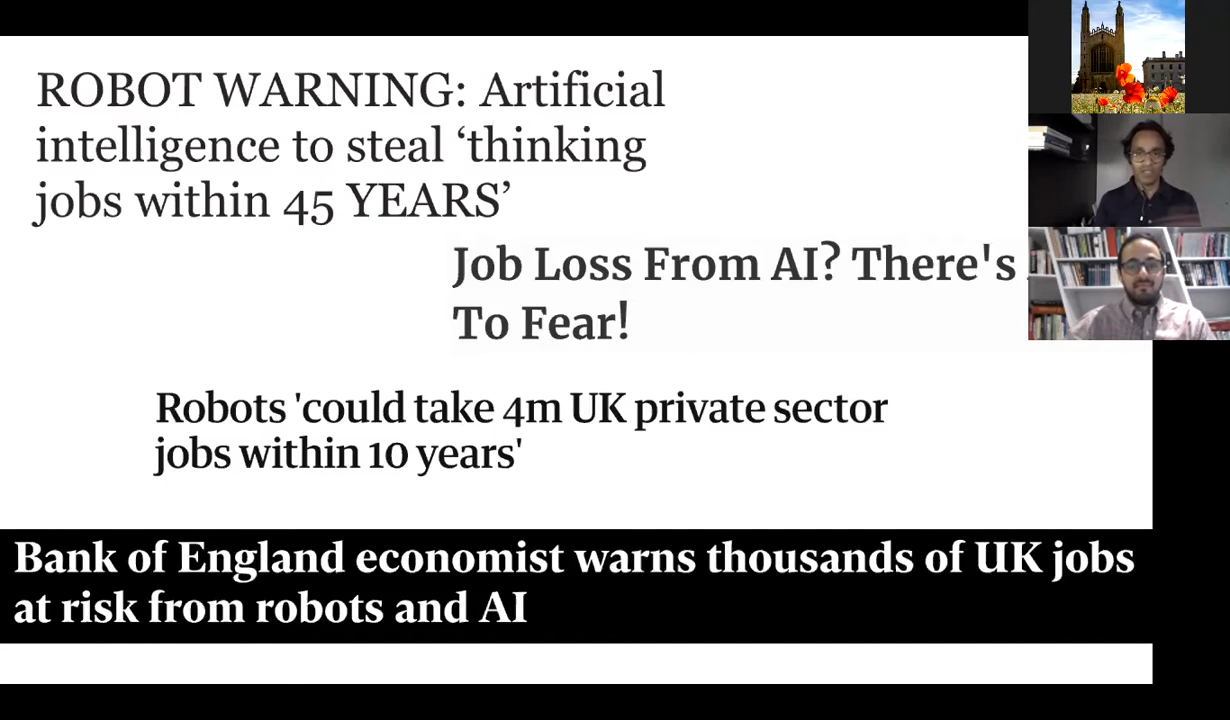 ROBOT WARNING: Artificial
intelligence to steal ‘thinking
jobs within 45 YEARS’
Job Loss From AI? There's
To Fear!
Robots 'could take 4m UK private sector
jobs within 10 years'
Bank of England economist warns thousands of UK jobs
at risk from robots and AI